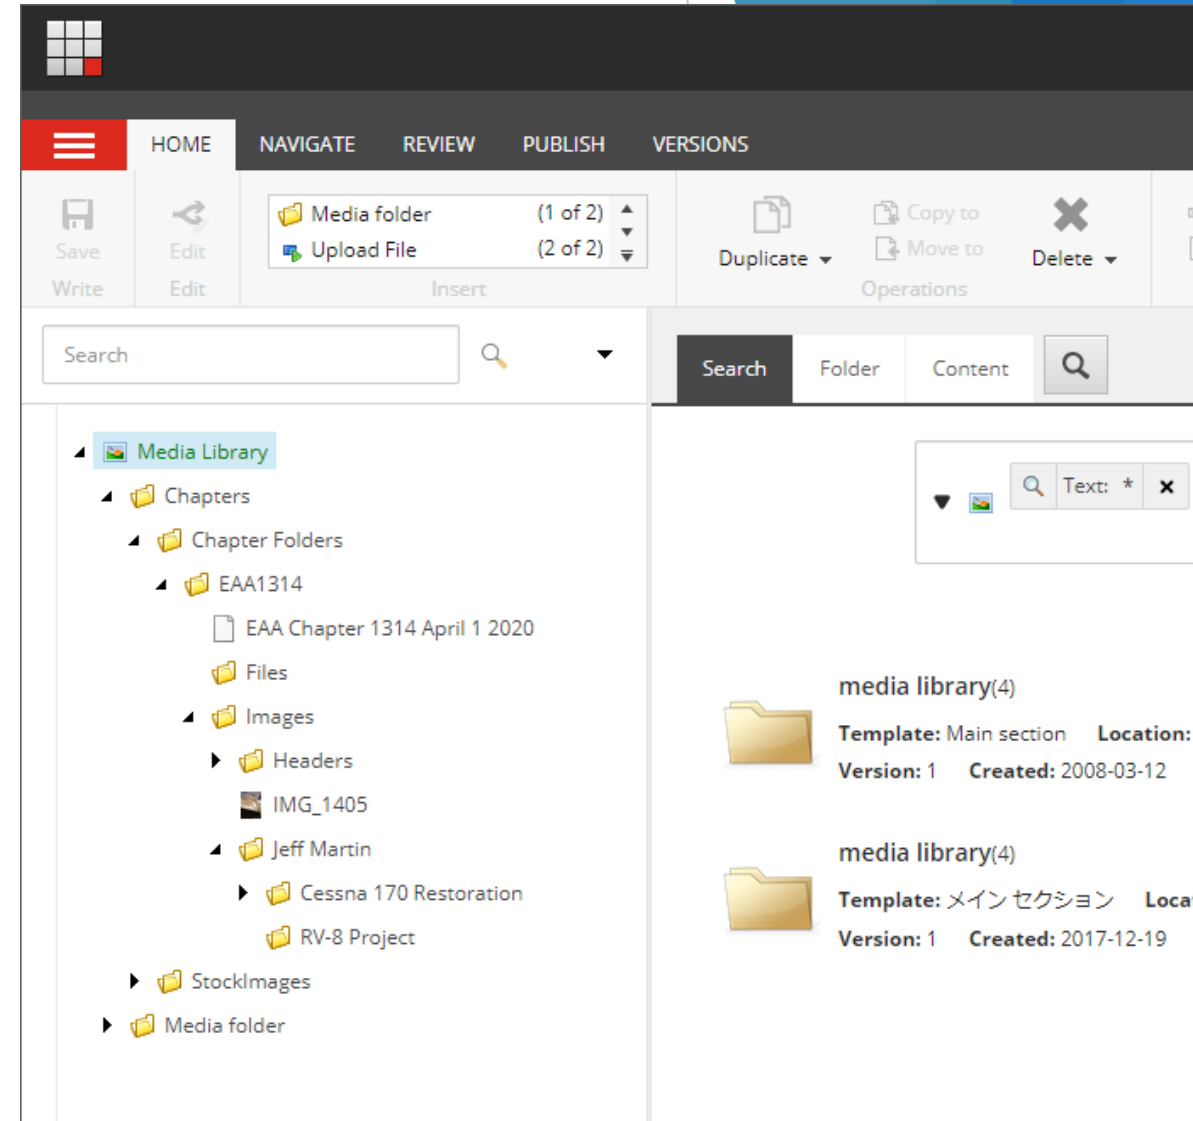 HOME NAVIGATE REVIEW PUBLISH VERSIONS
Save
Write
Edit
Edit
Media folder (1 of 2)
Upload File (2 of 2)
Insert
Duplicate
Copy to
Move to
Delete
Operations
Search
Search Folder Content
Media Library
Chapters
Chapter Folders
EAA1314
EAA Chapter 1314 April 1 2020
Files
Images
Headers
IMG_1405
Jeff Martin
Cessna 170 Restoration
RV-8 Project
StockImages
Media folder
Text: *
media library(4)
Template: Main section Location:
Version: 1 Created: 2008-03-12
media library(4)
Template: メイン セクション
Version: 1 Created: 2017-12-19